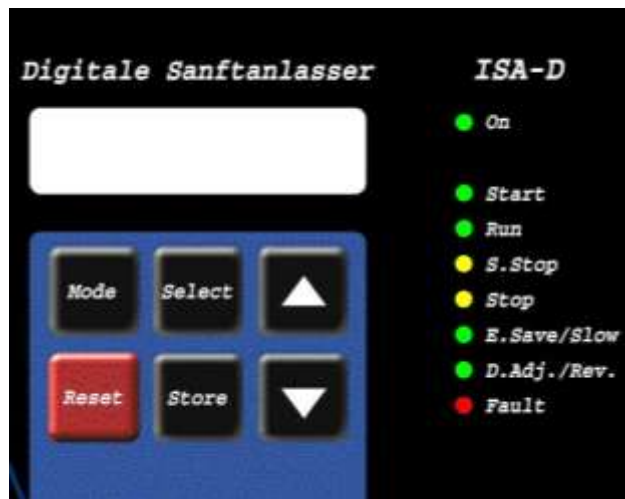 Digitale Sanftanlasser
ISA-D
On
Start
Run
S.Stop
Stop
E.Save/Slow
D.Adj./Rev.
Fault
Mode Select
Reset Store